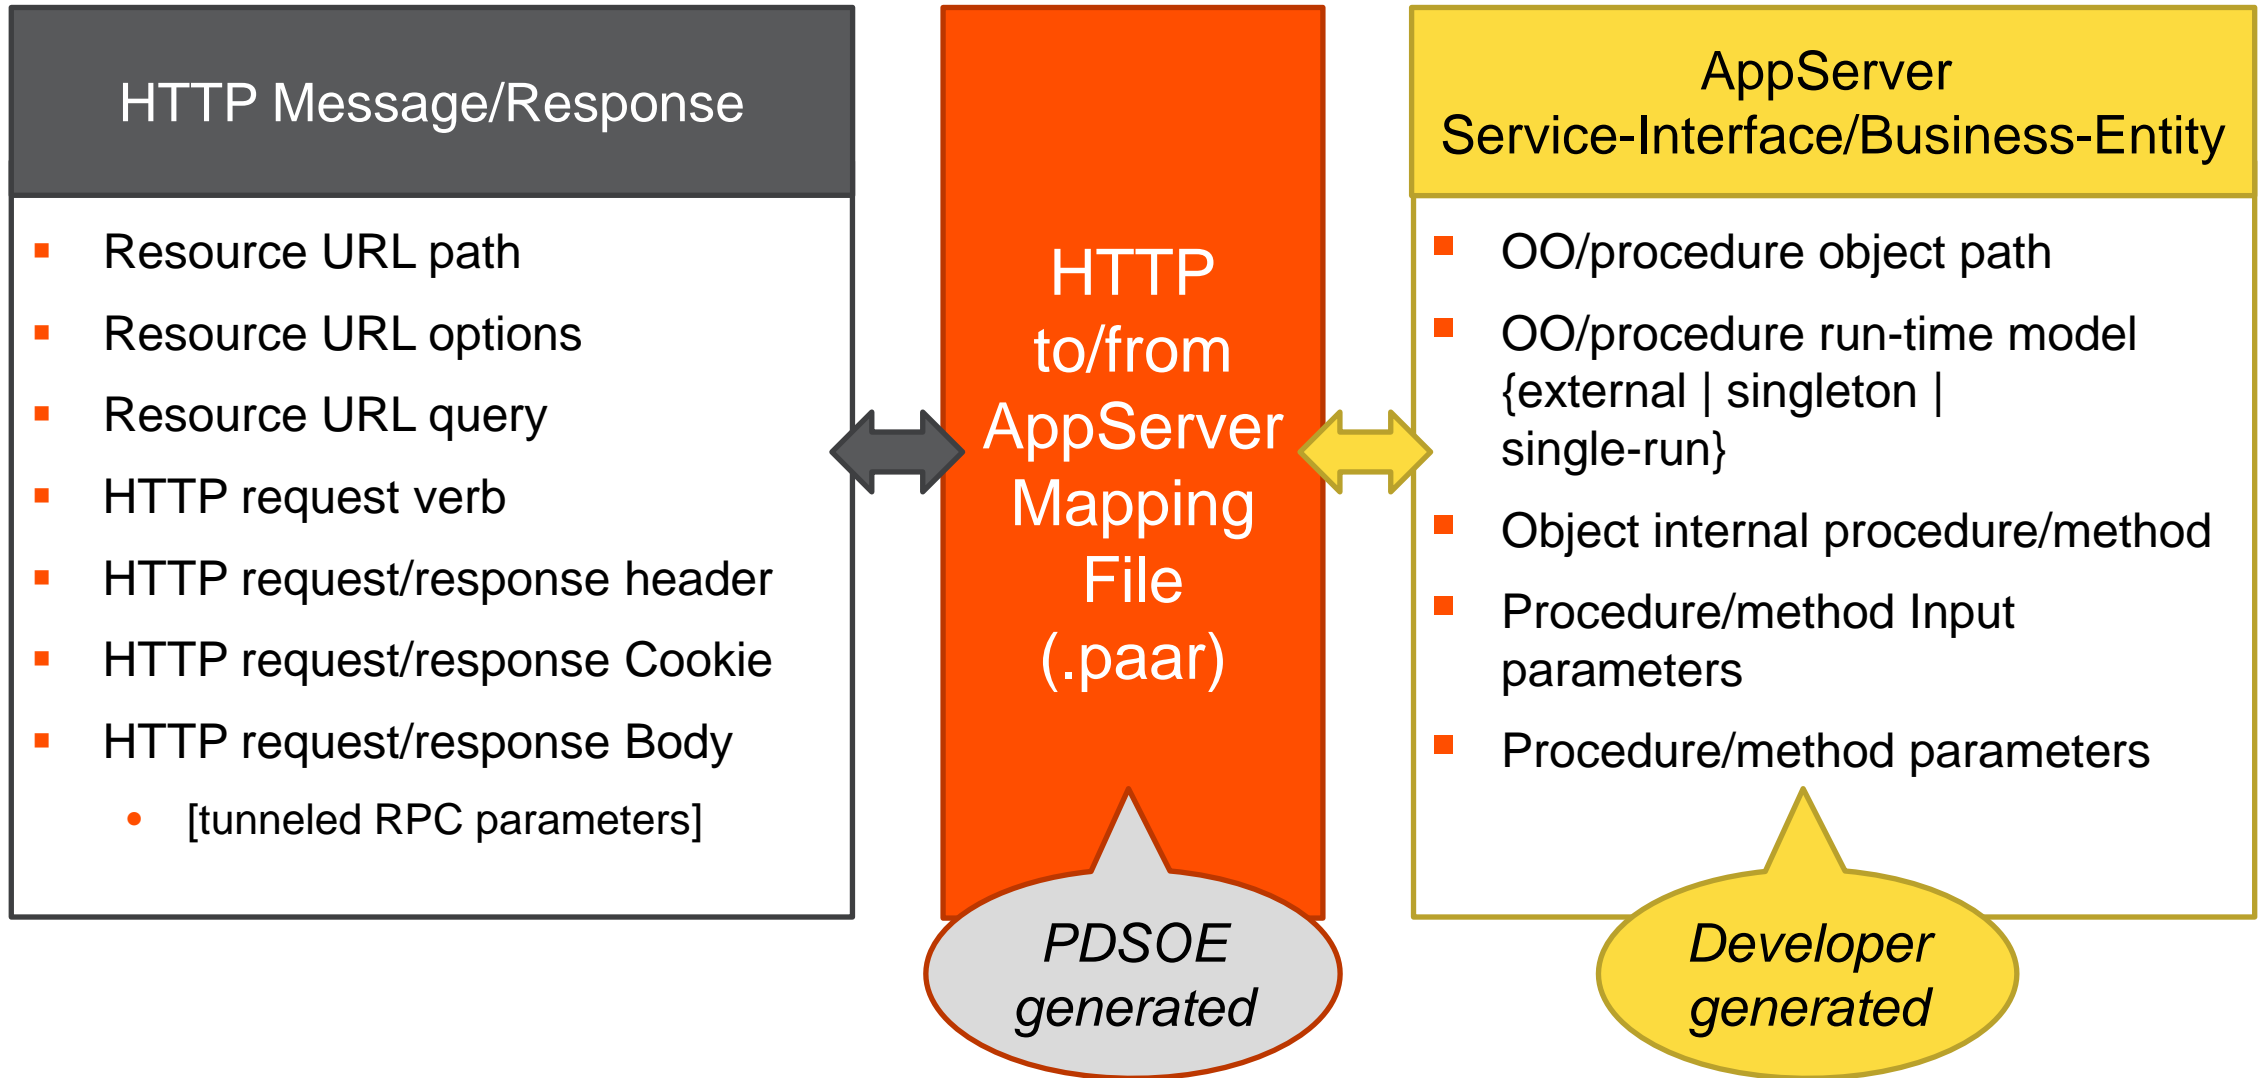 HTTP Message/Response
Resource URL path
Resource URL options
Resource URL query
HTTP request verb
HTTP request/response header
HTTP request/response Cookie
HTTP request/response Body
[tunneled RPC parameters]
HTTP
to/from
AppServer
Mapping
File
(.paar)
PDSOE
generated
AppServer
Service-Interface/Business-Entity
OO/procedure object path
OO/procedure run-time model
{external | singleton |
single-run}
Object internal procedure/method
Procedure/method Input
parameters
Procedure/method parameters
Developer
generated